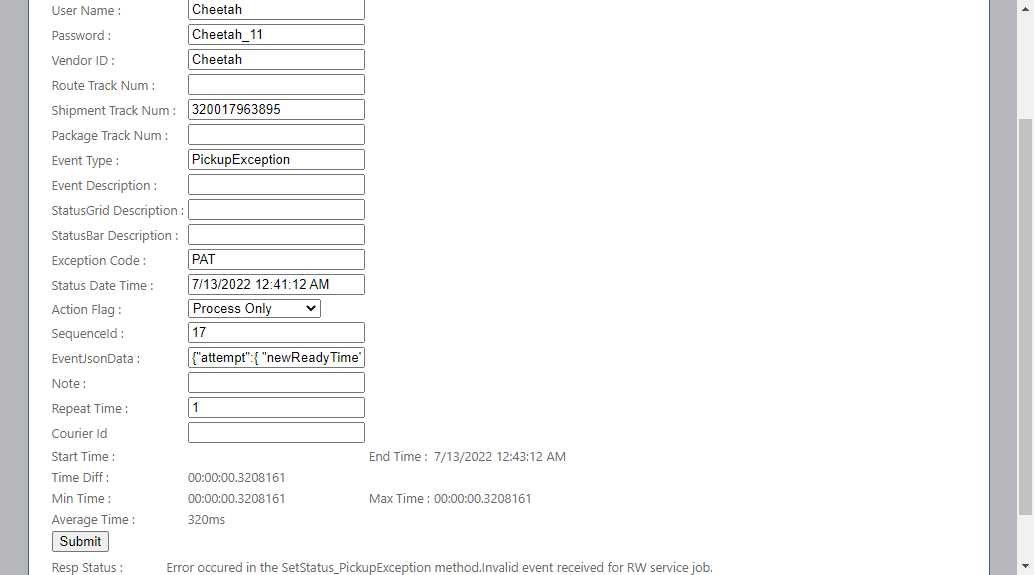 User Name : Cheetah
Password : Cheetah_11
Vendor ID : Cheetah
Route Track Num :
Shipment Track Num : 320017963895
Package Track Num :
Event Type : PickupException
Event Description :
StatusGrid Description :
StatusBar Description :
Exception Code : PAT
Status Date Time : 7/13/2022 12:41:12 AM
Action Flag : Process Only
SequenceId : 17
EventJsonData : {"attempt":{ "newReadyTime"
Note :
Repeat Time : 1
Courier Id
Start Time : End Time : 7/13/2022 12:43:12 AM
Time Diff : 00:00:00.3208161
Min Time : 00:00:00.3208161 Max Time : 00:00:00.3208161
Average Time : 320ms
Submit
Resp Status : Error occured in the SetStatus_PickupException method.Invalid event received for RW service job.